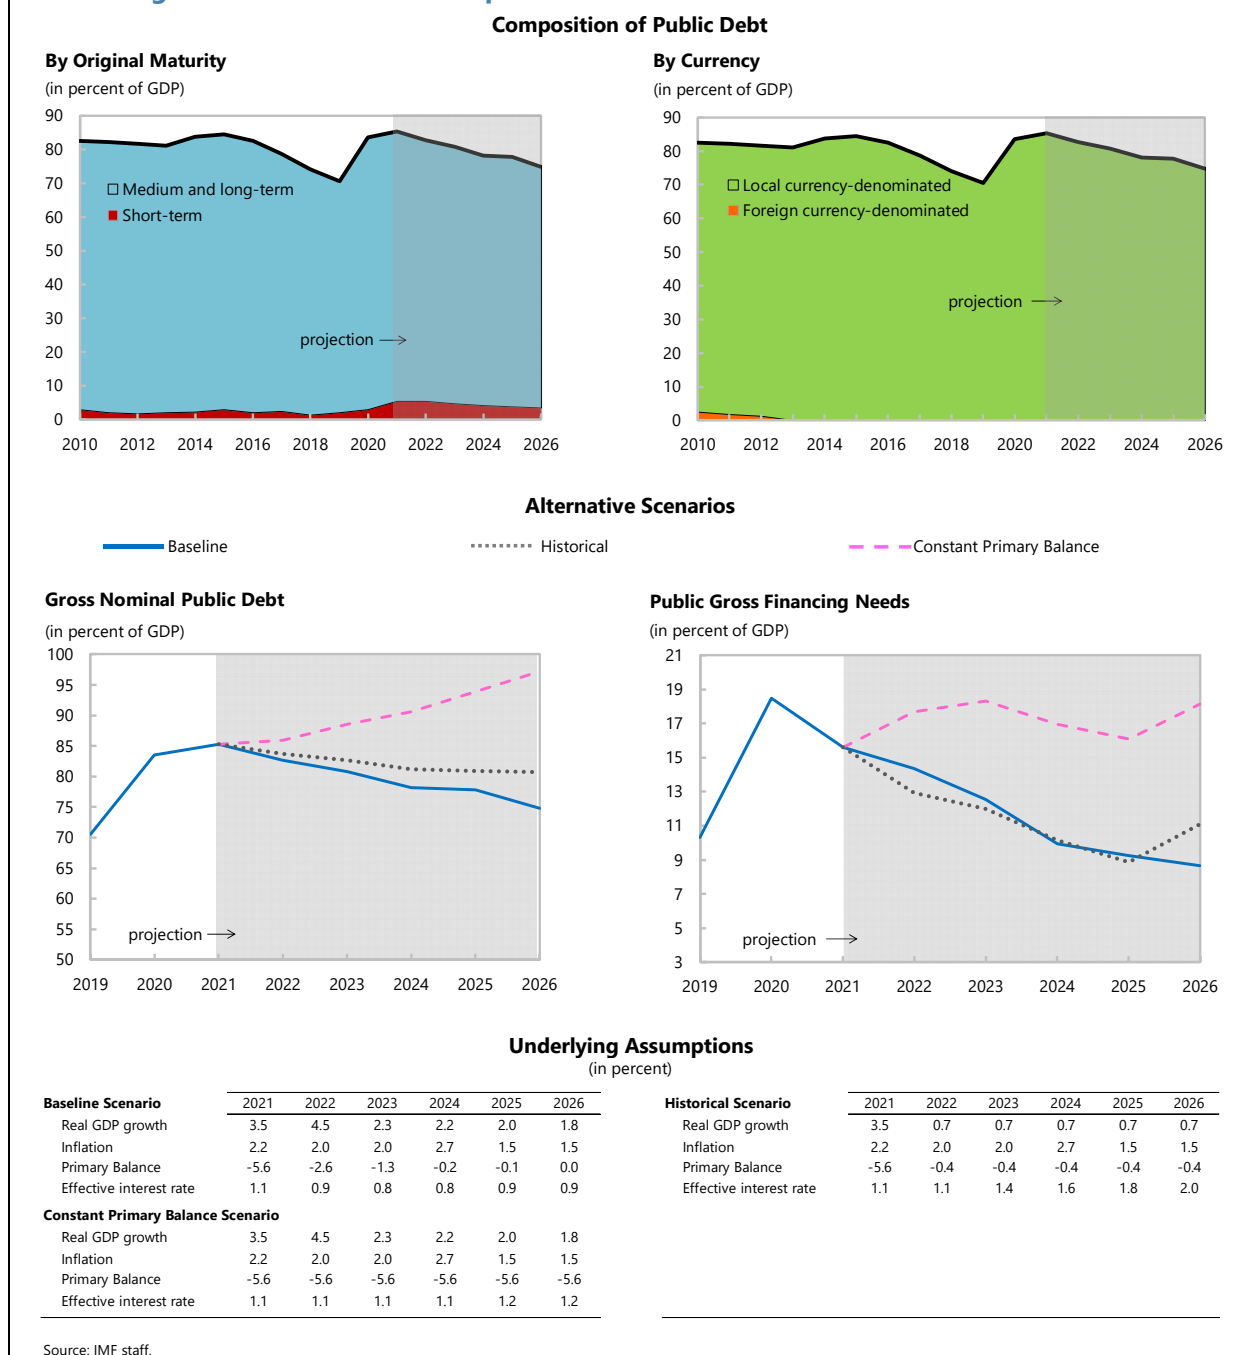 Composition of Public Debt
By Original Maturity
(in percent of GDP)
90
80
70
60
50
40
30
20
10
0
Medium and long-term
Short-term
projection
2010 2012 2014 2016 2018 2020 2022 2024 2026
By Currency
(in percent of GDP)
90
80
70
60
50
40
30
20
10
0
Local currency-denominated
Foreign currency-denominated
projection
2010 2012 2014 2016 2018 2020 2022 2024 2026
Alternative Scenarios
Baseline Historical Constant Primary Balance
Gross Nominal Public Debt
(in percent of GDP)
100
95
90
85
80
75
70
65
60
55
50
projection
2019 2020 2021 2022 2023 2024 2025 2026
Public Gross Financing Needs
(in percent of GDP)
21
19
17
15
13
11
9
7
5
3
projection
2019 2020 2021 2022 2023 2024 2025 2026
Underlying Assumptions
(in percent)
Baseline Scenario 2021 2022 2023 2024 2025 2026
Real GDP growth 3.5 4.5 2.3 2.2 2.0 1.8
Inflation 2.2 2.0 2.0 2.7 1.5 1.5
Primary Balance -5.6 -2.6 -1.3 -0.2 -0.1 0.0
Effective interest rate 1.1 0.9 0.8 0.8 0.9 0.9
Constant Primary Balance Scenario
Real GDP growth 3.5 4.5 2.3 2.2 2.0 1.8
Inflation 2.2 2.0 2.0 2.7 1.5 1.5
Primary Balance -5.6 -5.6 -5.6 -5.6 -5.6 -5.6
Effective interest rate 1.1 1.1 1.1 1.1 1.2 1.2
Historical Scenario 2021 2022 2023 2024 2025 2026
Real GDP growth 3.5 0.7 0.7 0.7 0.7 0.7
Inflation 2.2 2.0 2.0 2.7 1.5 1.5
Primary Balance -5.6 -0.4 -0.4 -0.4 -0.4 -0.4
Effective interest rate 1.1 1.1 1.4 1.6 1.8 2.0
Source: IMF staff.